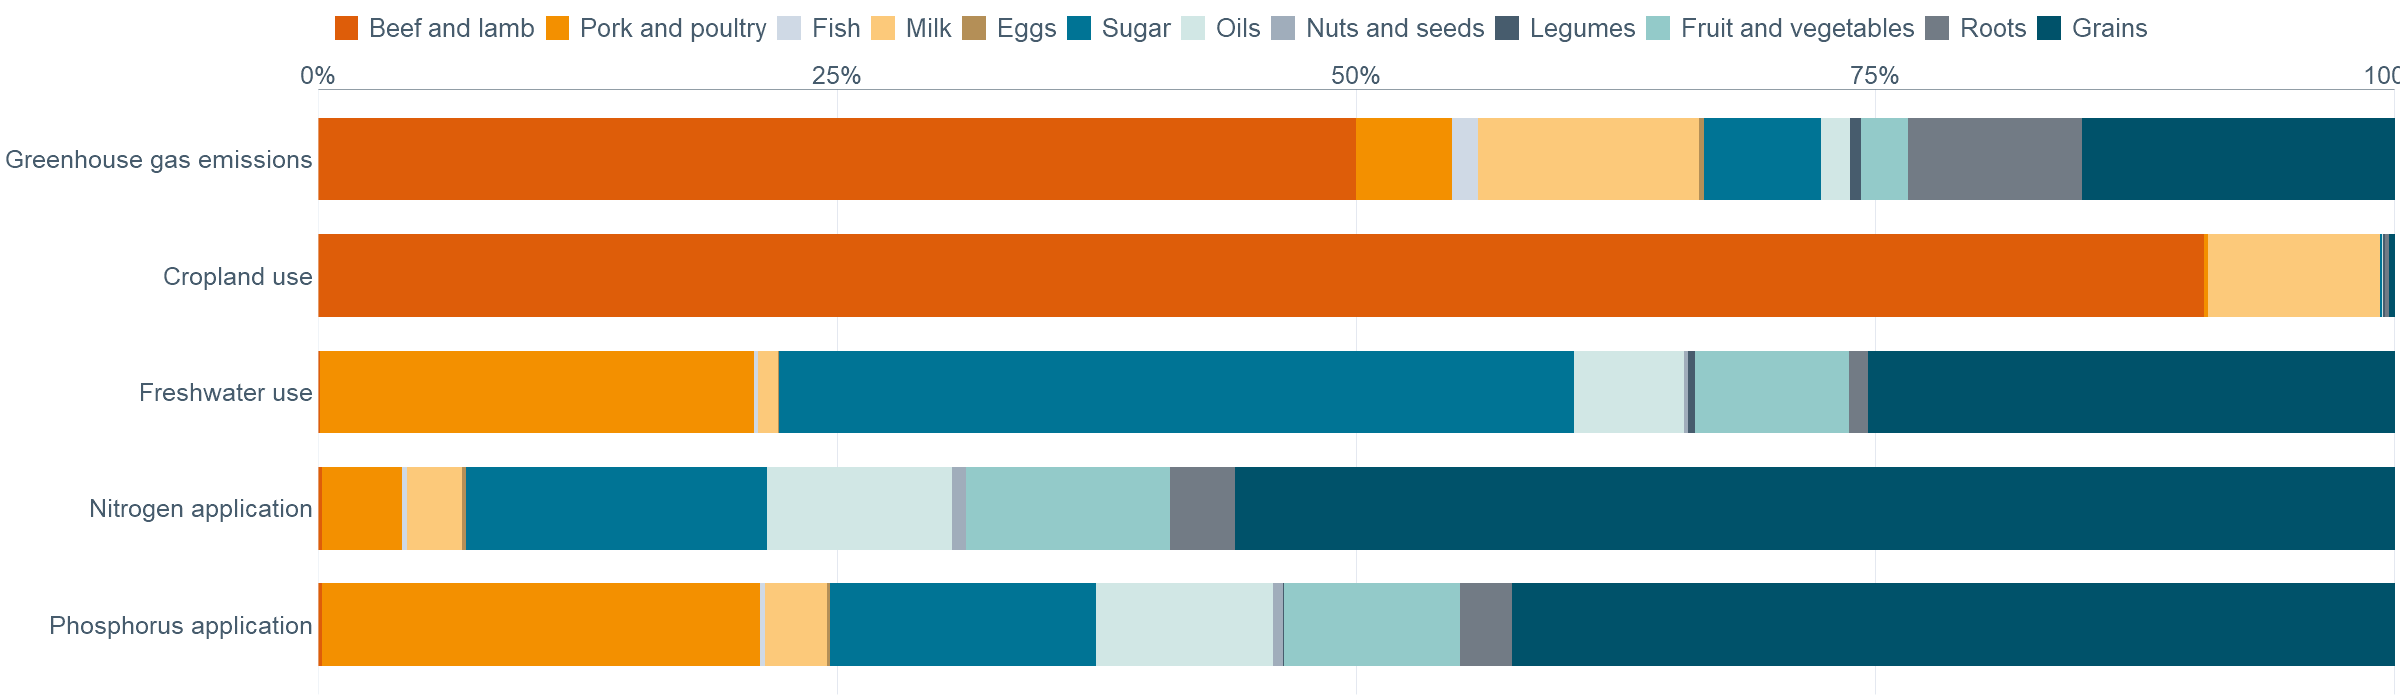 Beef and lamb Pork and poultry Fish Milk Eggs Sugar Oils Nuts and seeds Legumes Fruit and vegetables Roots Grains
0% 25% 50% 75% 100
Greenhouse gas emissions
Cropland use
Freshwater use
Nitrogen application
Phosphorus application